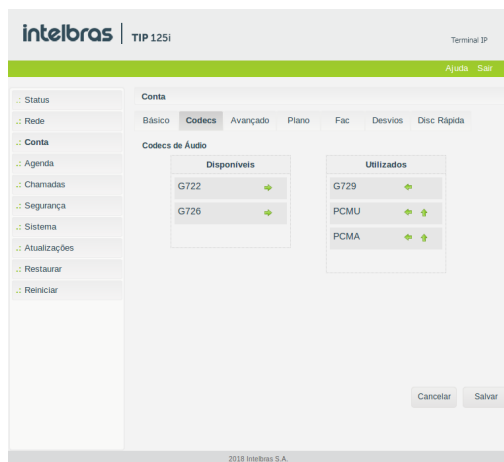 intelbras TIP 125i
Terminal IP
Ajuda Sair
.: Status
.: Rede
.: Conta
.: Agenda
.: Chamadas
.: Segurança
.: Sistema
.: Atualizações
.: Restaurar
.: Reiniciar
Conta
Básico Codecs Avançado Plano Fac Desvios Disc Rápida
Codecs de Áudio
Disponíveis
G722
G726
Utilizados
G729
PCMU
PCMA
Cancelar Salvar
2018 Intelbras S.A.